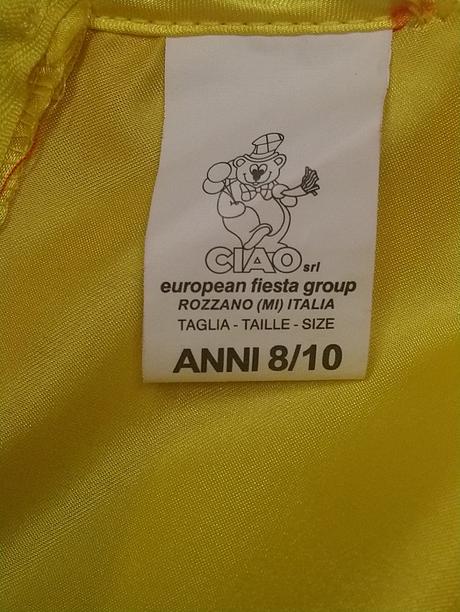 CIAO srl
european fiesta group
ROZZANO (MI) ITALIA
TAGLIA - TAILLE - SIZE
ANNI 8/10